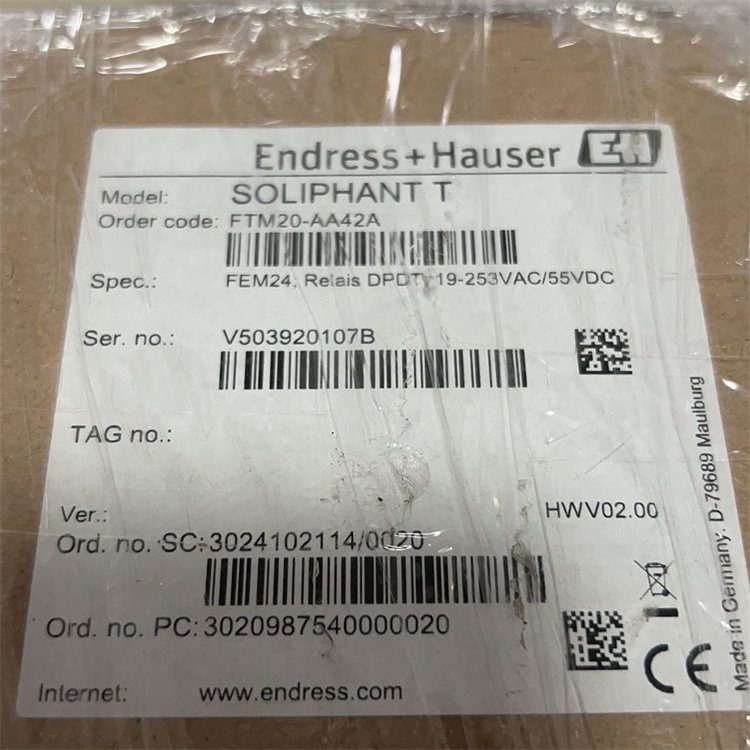 Endress+Hauser EH
Model: SOLIPHANT T
Order code: FTM20-AA42A
Spec.: FEM24, Relais DPDT, 19-253VAC/55VDC
Ser. no.: V503920107B
TAG no.:
Ver.: HWV02.00
Ord. no. SC: 3024102114/0020
Ord. no. PC: 3020987540000020
Internet: www.endress.com
CE
Made in Germany. D-79689 Maulburg